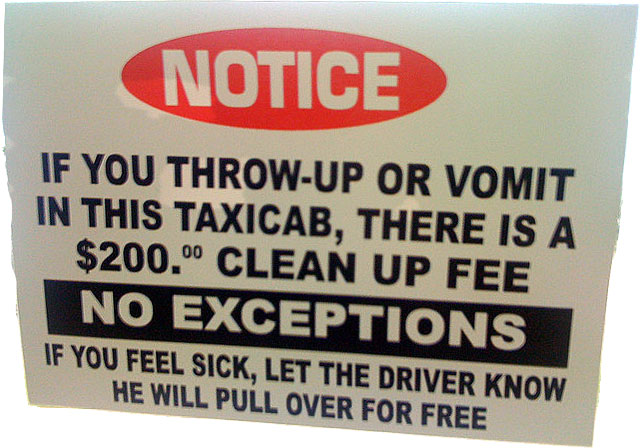 NOTICE
IF YOU THROW-UP OR VOMIT
IN THIS TAXICAB, THERE IS A
$200.00 CLEAN UP FEE
NO EXCEPTIONS
IF YOU FEEL SICK, LET THE DRIVER KNOW
HE WILL PULL OVER FOR FREE